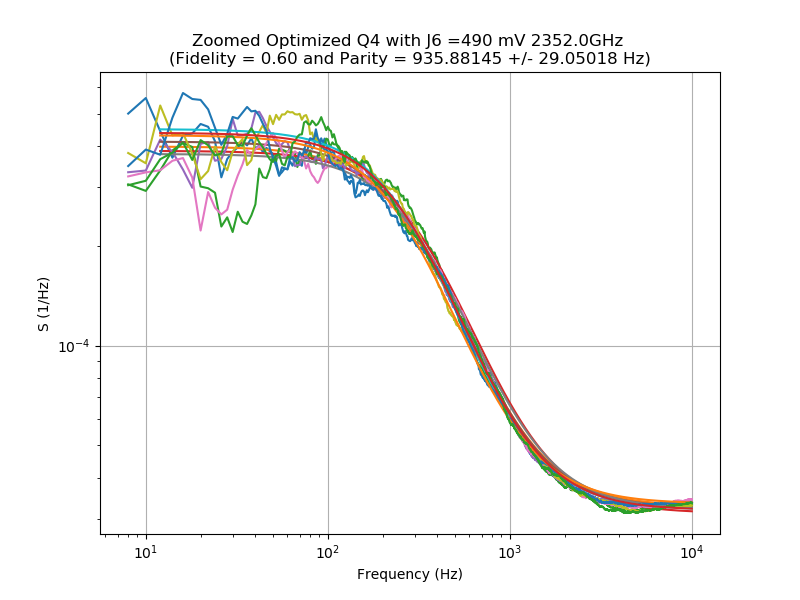 Zoomed Optimized Q4 with J6 =490 mV 2352.0GHz
(Fidelity = 0.60 and Parity = 935.88145 +/- 29.05018 Hz)
S (1/Hz)
10⁻⁴
10¹ 10² 10³ 10⁴
Frequency (Hz)